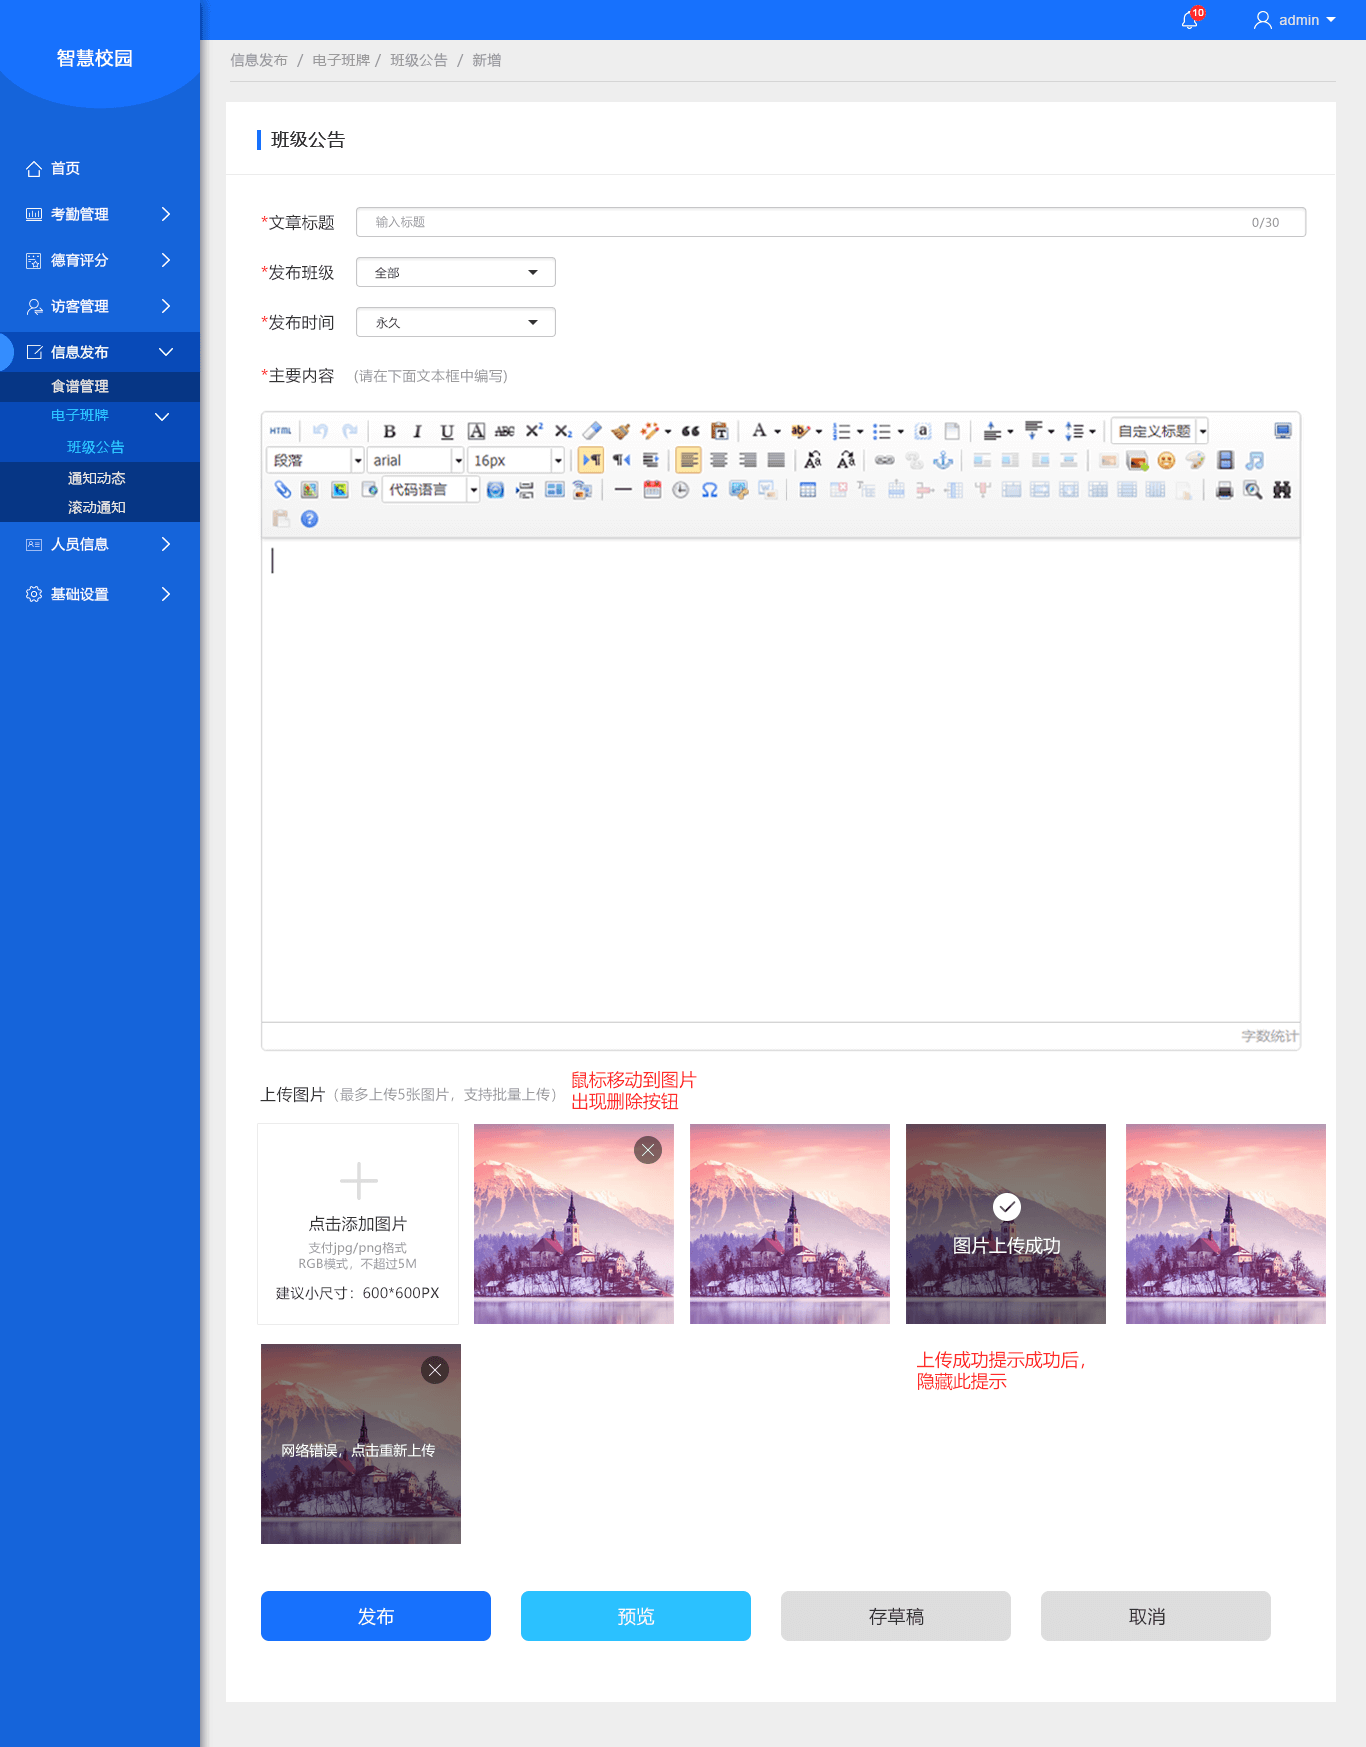 智慧校园
10
admin
信息发布 / 电子班牌 / 班级公告 / 新增
首页
考勤管理
德育评分
访客管理
信息发布
食谱管理
电子班牌
班级公告
通知动态
滚动通知
人员信息
基础设置
班级公告
*文章标题 输入标题 0/30
*发布班级 全部
*发布时间 永久
*主要内容 (请在下面文本框中编写)
HTML B I U A ABC X² X₂ A ab a 自定义标题
段落 arial 16px
代码语言
字数统计
上传图片（最多上传5张图片，支持批量上传）
鼠标移动到图片
出现删除按钮
点击添加图片
支付jpg/png格式
RGB模式，不超过5M
建议小尺寸：600*600PX
图片上传成功
网络错误，点击重新上传
上传成功提示成功后，
隐藏此提示
发布 预览 存草稿 取消